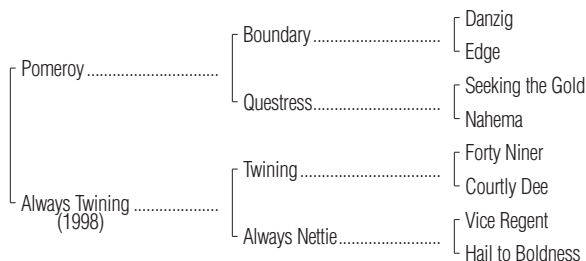 Danzig
Boundary ..............................
Edge
Pomeroy ................................
Seeking the Gold
Questress..............................
Nahema
Forty Niner
Twining .................................
Courtly Dee
Always Twining .....................
(1998)
Vice Regent
Always Nettie........................
Hail to Boldness